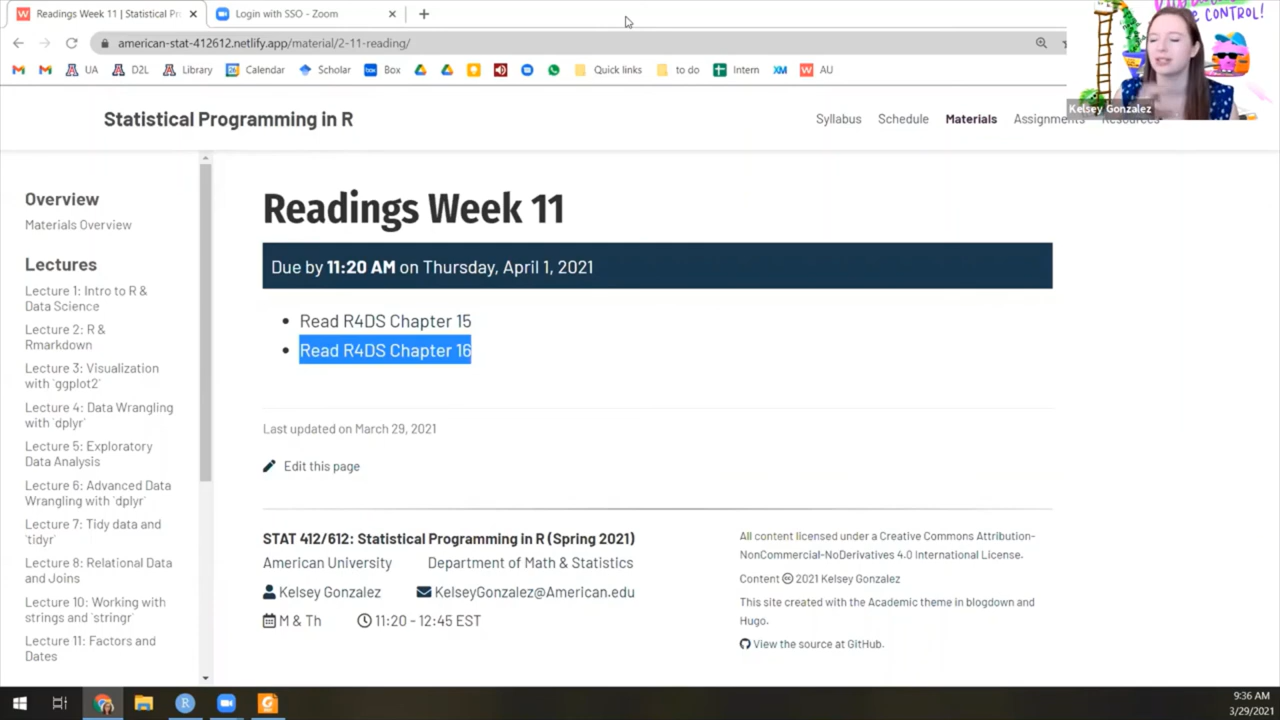 Readings Week 11 | Statistical Pr
Login with SSO - Zoom
american-stat-412612.netlify.app/material/2-11-reading/
UA
D2L
Library
Calendar
Scholar
Box
Quick links
to do
Intern
AU
CONTROL!
Kelsey Gonzalez
Statistical Programming in R
Syllabus
Schedule
Materials
Assignments
Resources
Overview
Materials Overview
Lectures
Lecture 1: Intro to R &
Data Science
Lecture 2: R &
Rmarkdown
Lecture 3: Visualization
with `ggplot2`
Lecture 4: Data Wrangling
with `dplyr`
Lecture 5: Exploratory
Data Analysis
Lecture 6: Advanced Data
Wrangling with `dplyr`
Lecture 7: Tidy data and
`tidyr`
Lecture 8: Relational Data
and Joins
Lecture 10: Working with
strings and `stringr`
Lecture 11: Factors and
Dates
Readings Week 11
Due by 11:20 AM on Thursday, April 1, 2021
Read R4DS Chapter 15
Read R4DS Chapter 16
Last updated on March 29, 2021
Edit this page
STAT 412/612: Statistical Programming in R (Spring 2021)
American University Department of Math & Statistics
Kelsey Gonzalez KelseyGonzalez@American.edu
M & Th 11:20 - 12:45 EST
All content licensed under a Creative Commons Attribution-
NonCommercial-NoDerivatives 4.0 International License.
Content 2021 Kelsey Gonzalez
This site created with the Academic theme in blogdown and
Hugo.
View the source at GitHub.
9:36 AM
3/29/2021